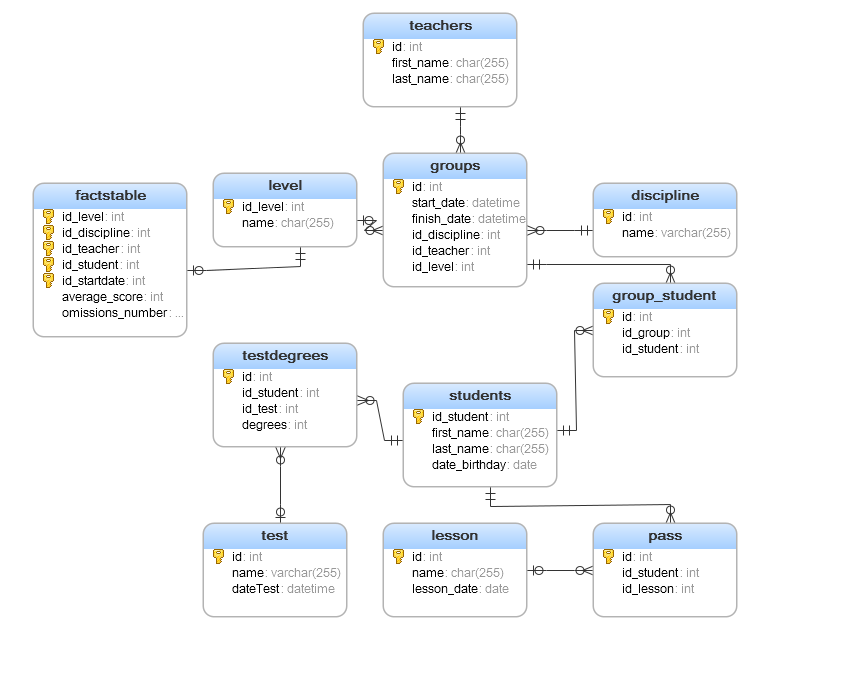 teachers
id: int
first_name: char(255)
last_name: char(255)
groups
id: int
start_date: datetime
finish_date: datetime
id_discipline: int
id_teacher: int
id_level: int
level
id_level: int
name: char(255)
factstable
id_level: int
id_discipline: int
id_teacher: int
id_student: int
id_startdate: int
average_score: int
omissions_number: ...
discipline
id: int
name: varchar(255)
group_student
id: int
id_group: int
id_student: int
testdegrees
id: int
id_student: int
id_test: int
degrees: int
students
id_student: int
first_name: char(255)
last_name: char(255)
date_birthday: date
test
id: int
name: varchar(255)
dateTest: datetime
lesson
id: int
name: char(255)
lesson_date: date
pass
id: int
id_student: int
id_lesson: int